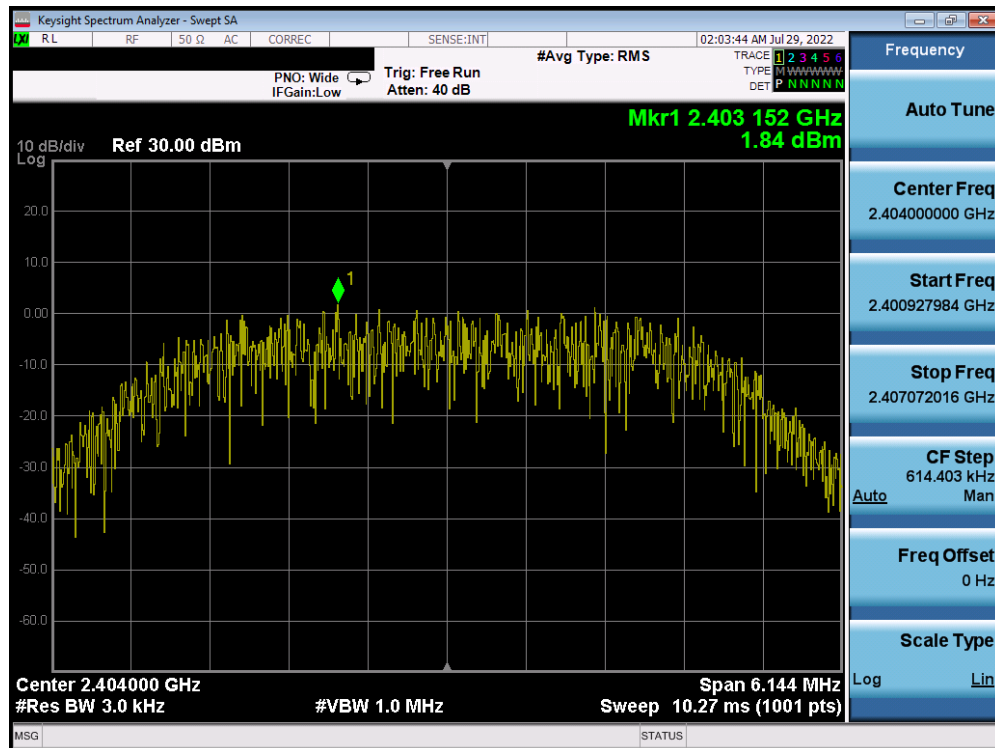 Keysight Spectrum Analyzer - Swept SA
LXI RL RF 50 Ω AC CORREC SENSE:INT 02:03:44 AM Jul 29, 2022
PNO: Wide Trig: Free Run #Avg Type: RMS TRACE 1 2 3 4 5 6
IFGain:Low Atten: 40 dB TYPE M WWWWW
DET P N N N N N
Mkr1 2.403 152 GHz
1.84 dBm
10 dB/div Ref 30.00 dBm
Log
20.0
10.0
1
0.00
-10.0
-20.0
-30.0
-40.0
-50.0
-60.0
Center 2.404000 GHz Span 6.144 MHz
#Res BW 3.0 kHz #VBW 1.0 MHz Sweep 10.27 ms (1001 pts)
MSG STATUS
Frequency
Auto Tune
Center Freq
2.404000000 GHz
Start Freq
2.400927984 GHz
Stop Freq
2.407072016 GHz
CF Step
614.403 kHz
Auto Man
Freq Offset
0 Hz
Scale Type
Log Lin